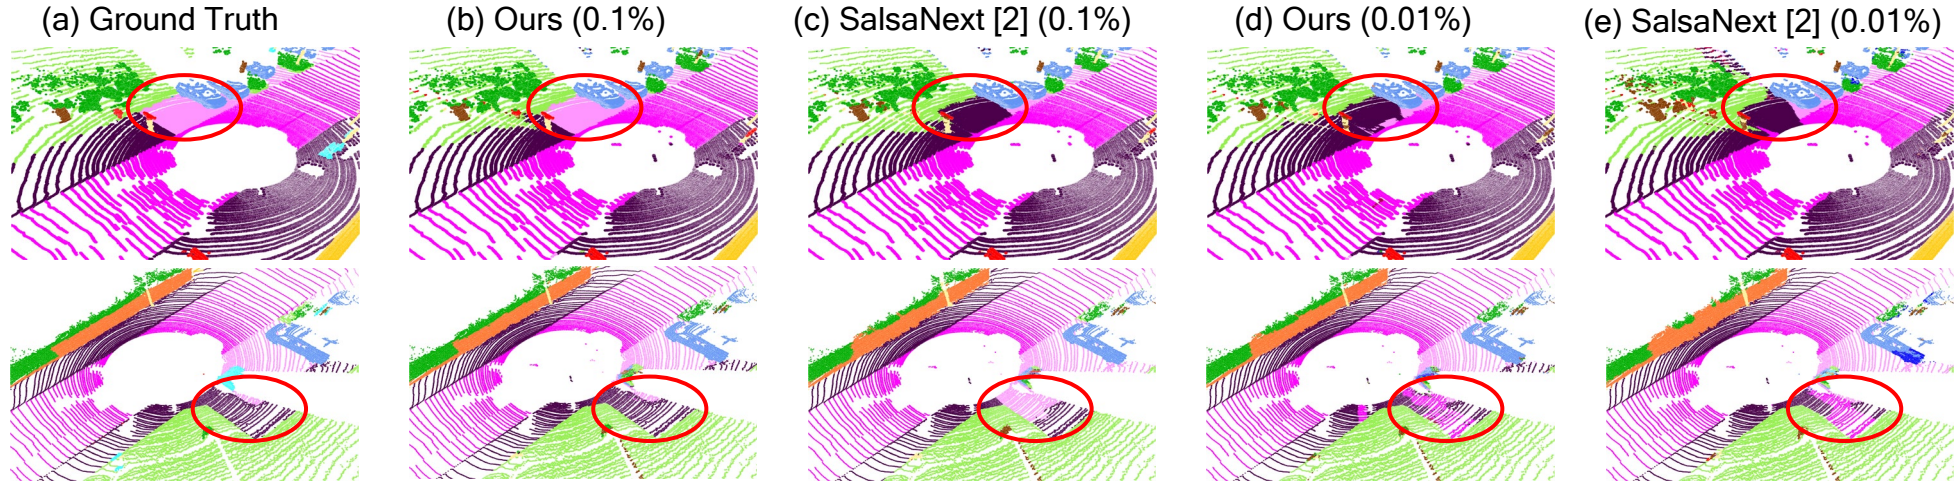 (a) Ground Truth
(b) Ours (0.1%)
(c) SalsaNext [2] (0.1%)
(d) Ours (0.01%)
(e) SalsaNext [2] (0.01%)